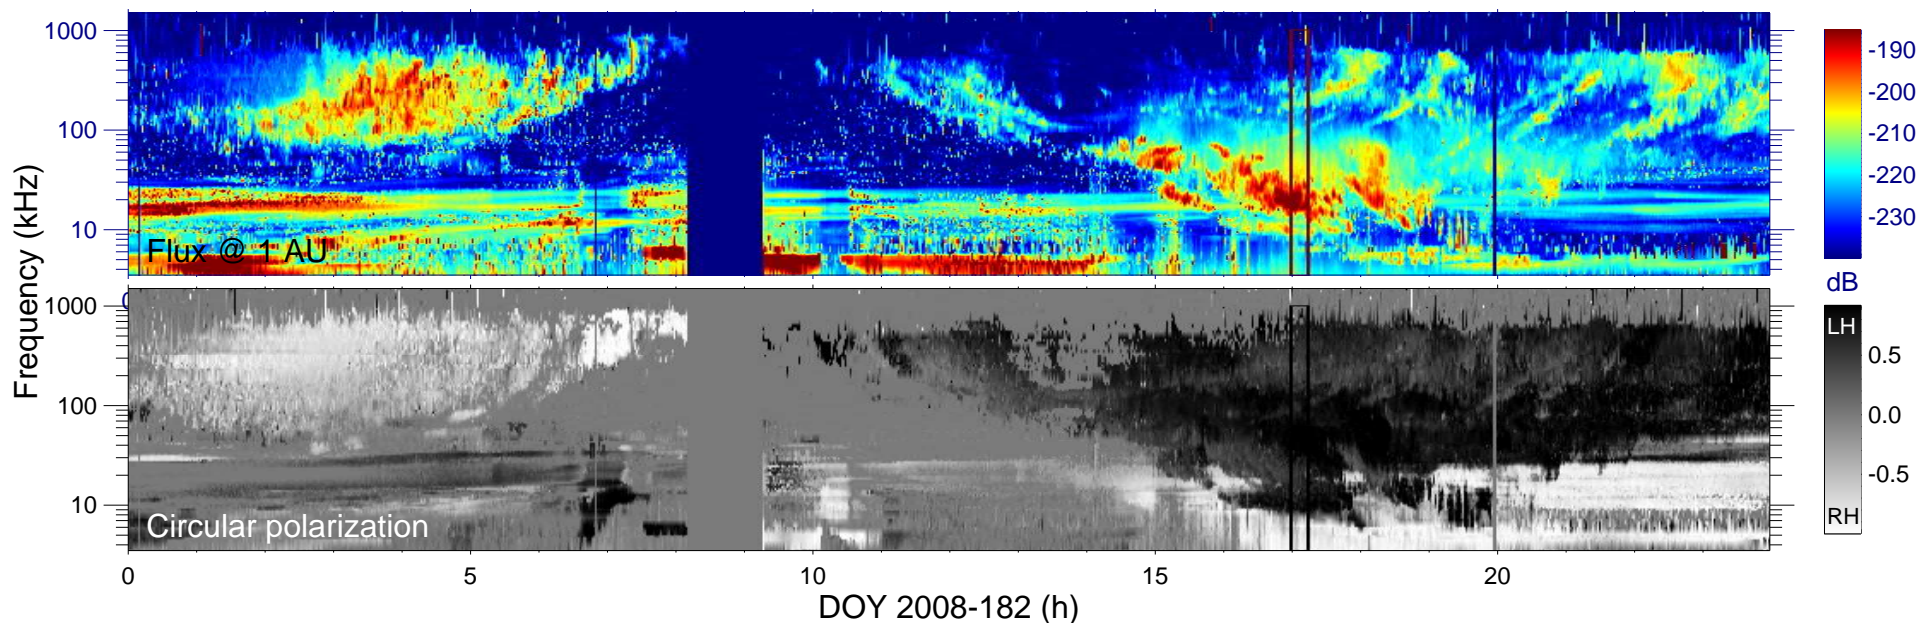 1000
100
10
Flux @ 1 AU
-190
-200
-210
-220
-230
dB
Frequency (kHz)
0
1000
100
10
Circular polarization
LH
0.5
0.0
-0.5
RH
0 5 10 15 20
DOY 2008-182 (h)